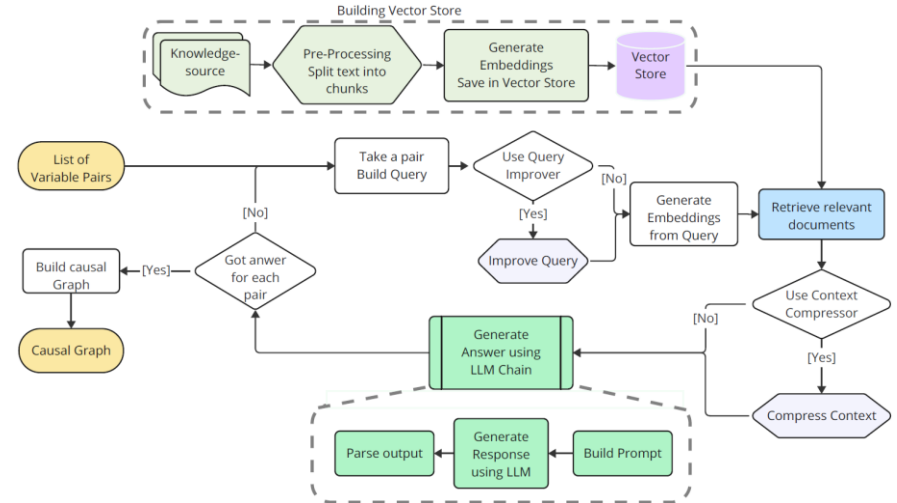 Building Vector Store
Knowledge-
source
Pre-Processing
Split text into
chunks
Generate
Embeddings
Save in Vector Store
Vector
Store
List of
Variable Pairs
Take a pair
Build Query
Use Query
Improver
[No]
[Yes]
Improve Query
Generate
Embeddings
from Query
Retrieve relevant
documents
[No]
Got anwer
for each
pair
[Yes]
Build causal
Graph
Causal Graph
Use Context
Compressor
[No]
[Yes]
Compress Context
Generate
Answer using
LLM Chain
Parse output
Generate
Response
using LLM
Build Prompt